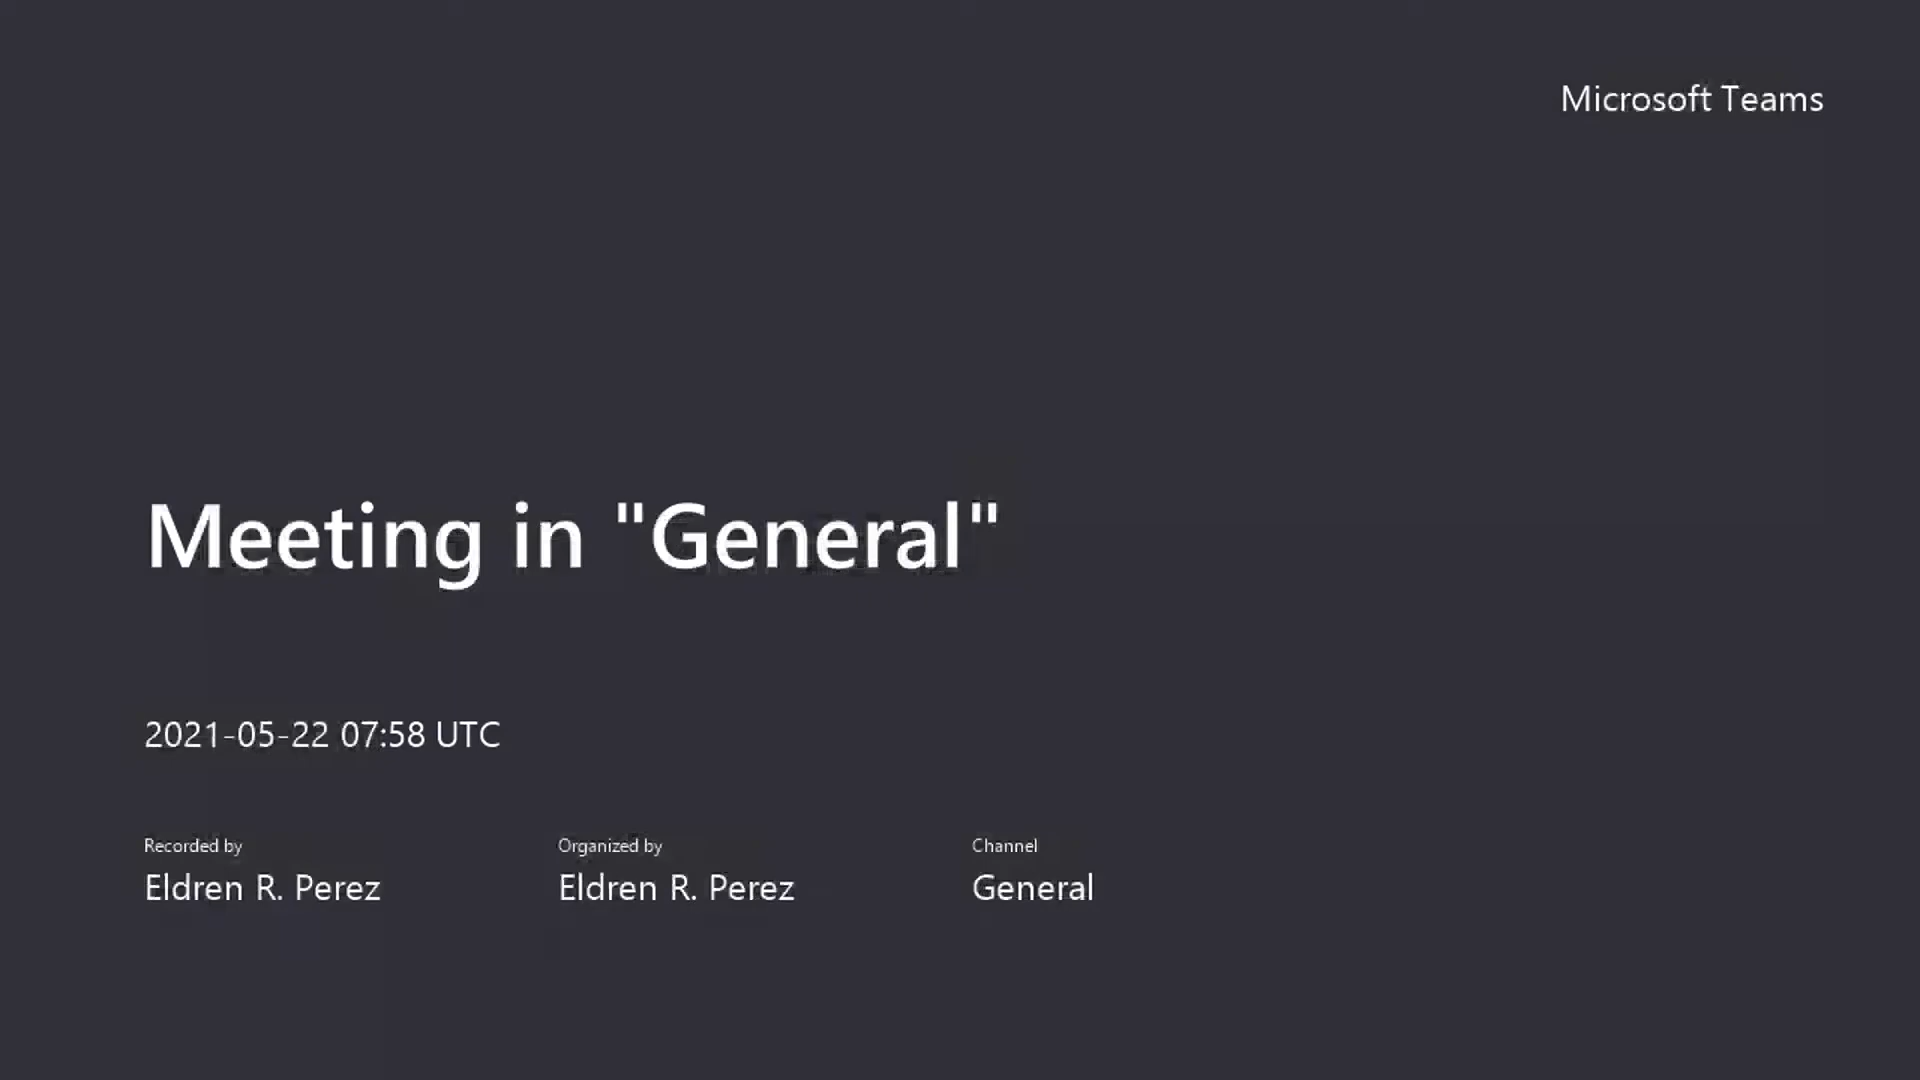 Microsoft Teams
Meeting in "General"
2021-05-22 07:58 UTC
Recorded by
Eldren R. Perez
Organized by
Eldren R. Perez
Channel
General